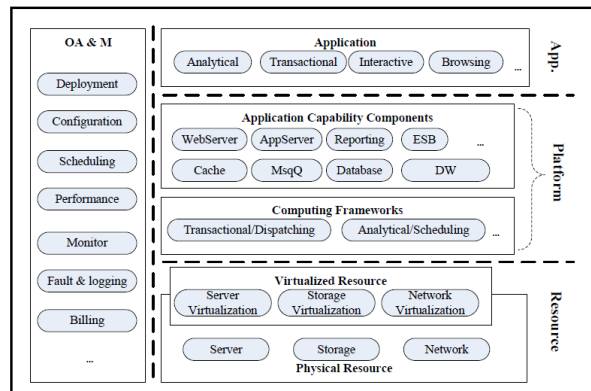 OA & M
Deployment
Configuration
Scheduling
Performance
Monitor
Fault & logging
Billing
...
Application
Analytical Transactional Interactive Browsing ...
App.
Application Capability Components
WebServer AppServer Reporting ESB ...
Cache MsqQ Database DW
Computing Frameworks
Transactional/Dispatching Analytical/Scheduling ...
Platform
Virtualized Resource
Server Storage Network
Virtualization Virtualization Virtualization
Server Storage Network
Physical Resource
Resource